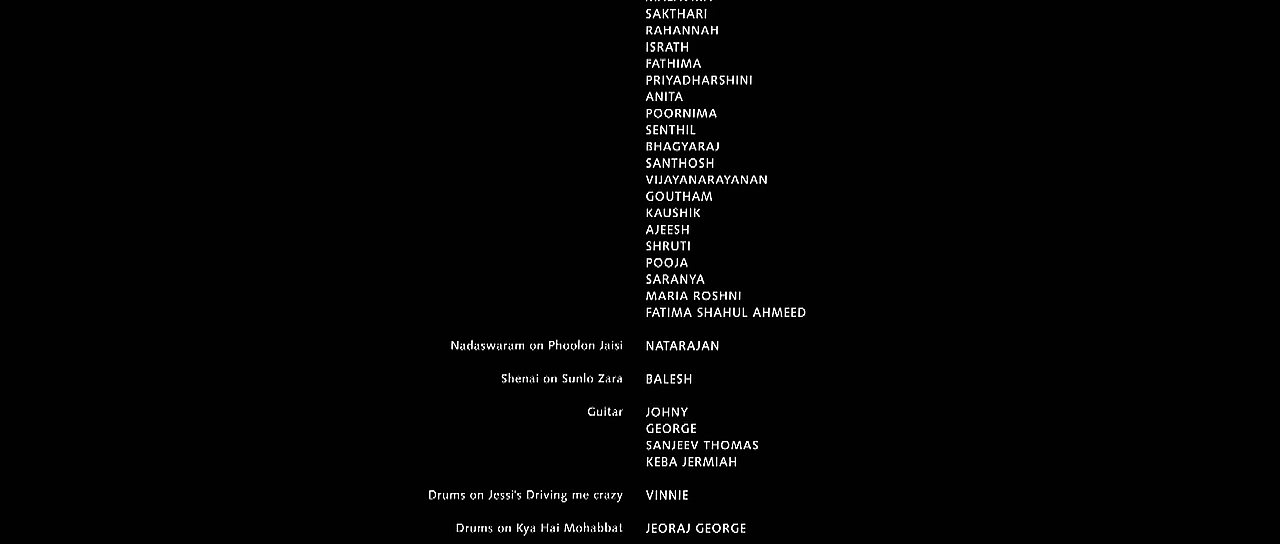 SAKTHARI
RAHANNAH
ISRATH
FATHIMA
PRIYADHARSHINI
ANITA
POORNIMA
SENTHIL
BHAGYARAJ
SANTHOSH
VIJAYANARAYANAN
GOUTHAM
KAUSHIK
AJEESH
SHRUTI
POOJA
SARANYA
MARIA ROSHNI
FATIMA SHAHUL AHMEED
Nadaswaram on Phoolon Jaisi NATARAJAN
Shenai on Sunlo Zara BALESH
Guitar JOHNY
GEORGE
SANJEEV THOMAS
KEBA JERMIAH
Drums on Jessi's Driving me crazy VINNIE
Drums on Kya Hai Mohabbat JEORAJ GEORGE